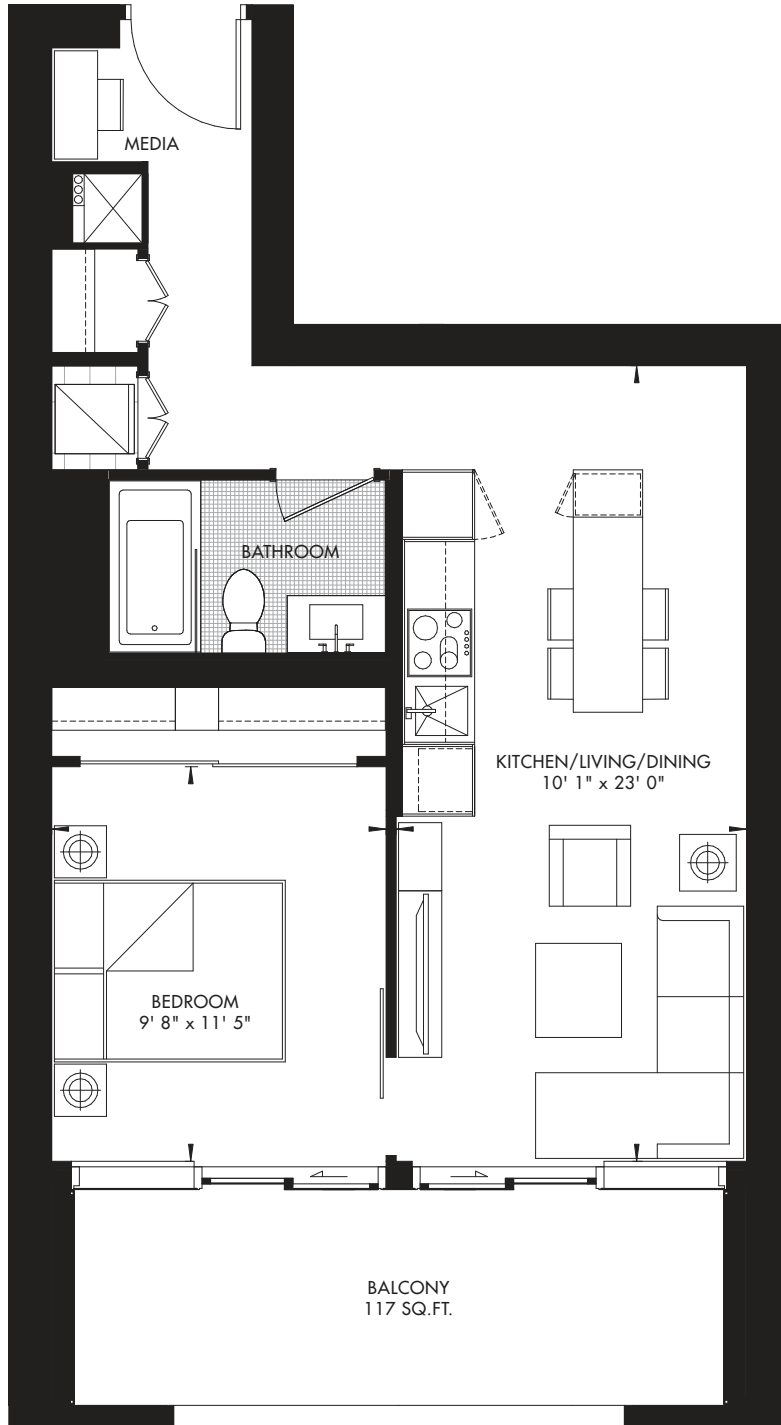 MEDIA
BATHROOM
KITCHEN/LIVING/DINING
10' 1" x 23' 0"
BEDROOM
9' 8" x 11' 5"
BALCONY
117 SQ.FT.